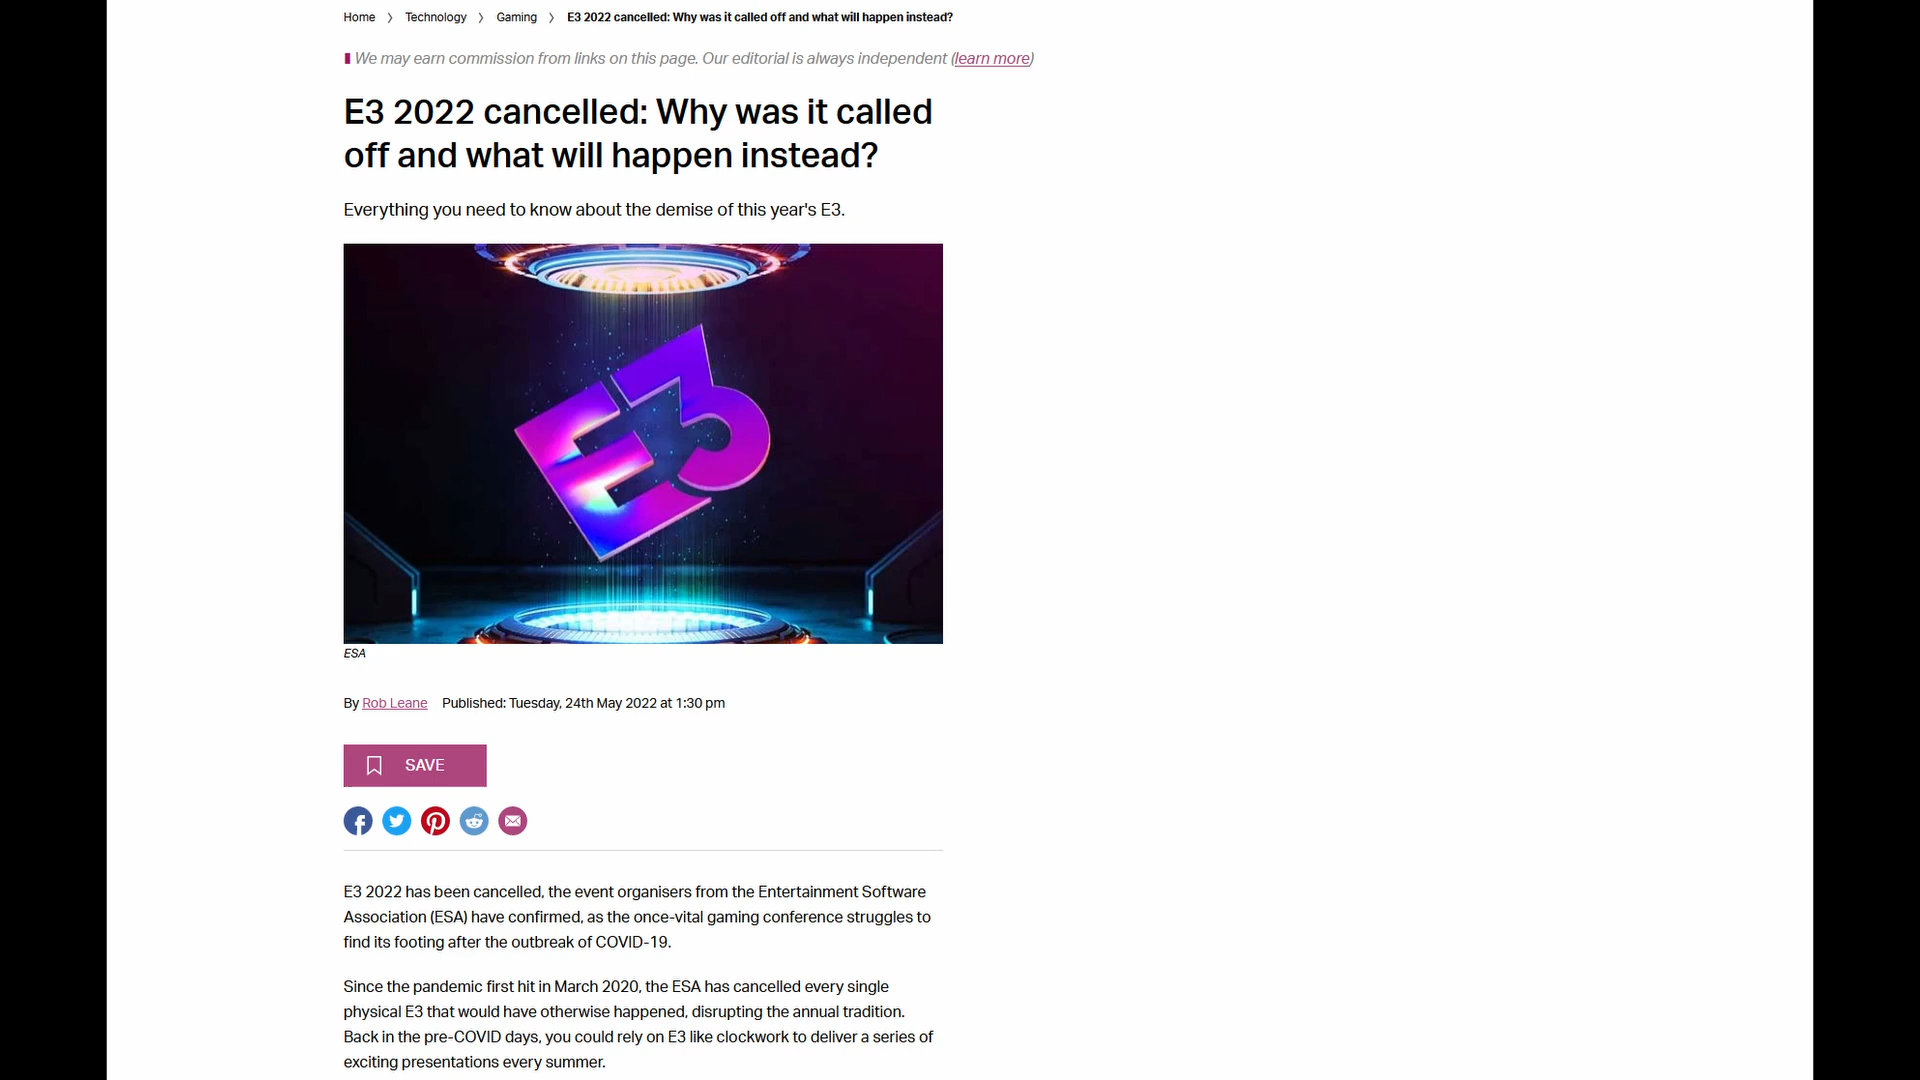 Home > Technology > Gaming > E3 2022 cancelled: Why was it called off and what will happen instead?
We may earn commission from links on this page. Our editorial is always independent (learn more)
E3 2022 cancelled: Why was it called
off and what will happen instead?
Everything you need to know about the demise of this year's E3.
E3
ESA
By Rob Leane Published: Tuesday, 24th May 2022 at 1:30 pm
SAVE
E3 2022 has been cancelled, the event organisers from the Entertainment Software
Association (ESA) have confirmed, as the once-vital gaming conference struggles to
find its footing after the outbreak of COVID-19.
Since the pandemic first hit in March 2020, the ESA has cancelled every single
physical E3 that would have otherwise happened, disrupting the annual tradition.
Back in the pre-COVID days, you could rely on E3 like clockwork to deliver a series of
exciting presentations every summer.